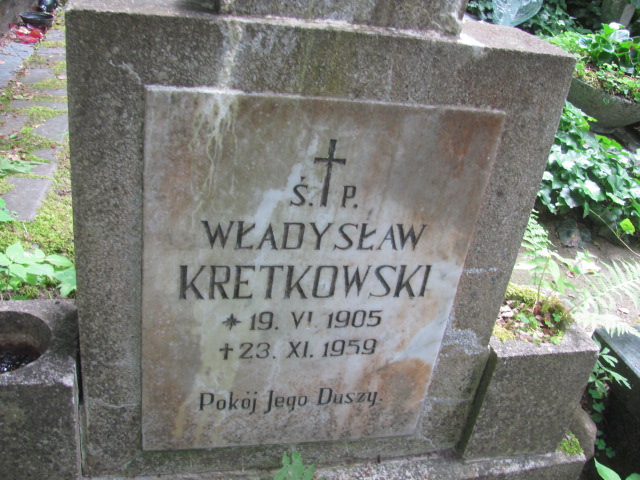 Ś. P.
WŁADYSŁAW
KRETKOWSKI
* 19. VI 1905
† 23. XI. 1959
Pokój Jego Duszy.